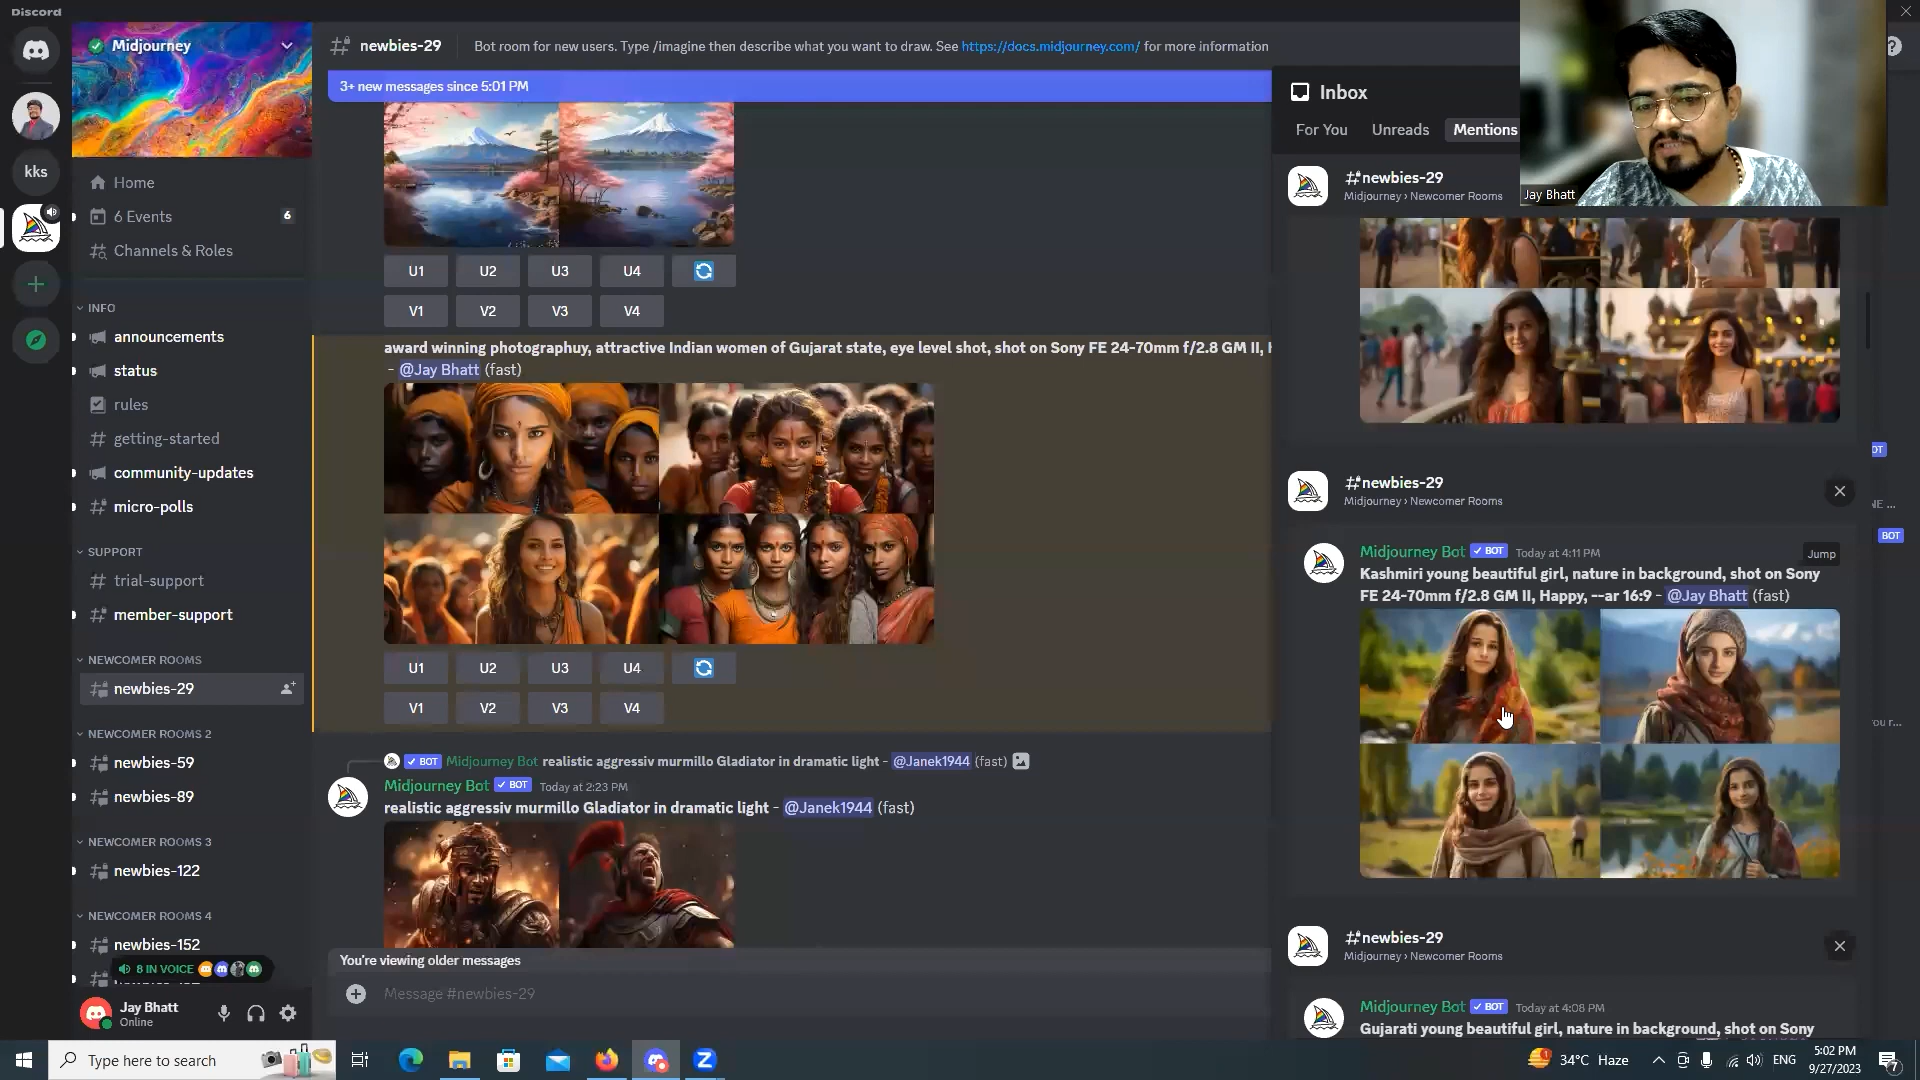 Discord
Midjourney
kks
Home
6 Events
6
Channels & Roles
INFO
announcements
status
rules
getting-started
community-updates
micro-polls
SUPPORT
trial-support
member-support
NEWCOMER ROOMS
newbies-29
NEWCOMER ROOMS 2
newbies-59
newbies-89
NEWCOMER ROOMS 3
newbies-122
NEWCOMER ROOMS 4
newbies-152
8 IN VOICE
Jay Bhatt
Online
newbies-29
Bot room for new users. Type /imagine then describe what you want to draw. See https://docs.midjourney.com/ for more information
3+ new messages since 5:01 PM
U1 U2 U3 U4
V1 V2 V3 V4
award winning photographuy, attractive Indian women of Gujarat state, eye level shot, shot on Sony FE 24-70mm f/2.8 GM II,
- @Jay Bhatt (fast)
U1 U2 U3 U4
V1 V2 V3 V4
BOT Midjourney Bot realistic aggressiv murmillo Gladiator in dramatic light - @Janek1944 (fast)
Midjourney Bot BOT Today at 2:23 PM
realistic aggressiv murmillo Gladiator in dramatic light - @Janek1944 (fast)
You're viewing older messages
Message #newbies-29
Inbox
For You Unreads Mentions
Jay Bhatt
#newbies-29
Midjourney › Newcomer Rooms
#newbies-29
Midjourney › Newcomer Rooms
Midjourney Bot BOT Today at 4:11 PM
Jump
Kashmiri young beautiful girl, nature in background, shot on Sony
FE 24-70mm f/2.8 GM II, Happy, --ar 16:9 - @Jay Bhatt (fast)
#newbies-29
Midjourney › Newcomer Rooms
Midjourney Bot BOT Today at 4:08 PM
Gujarati young beautiful girl, nature in background, shot on Sony
BOT
Type here to search
34°C Haze
ENG
5:02 PM
9/27/2023
7